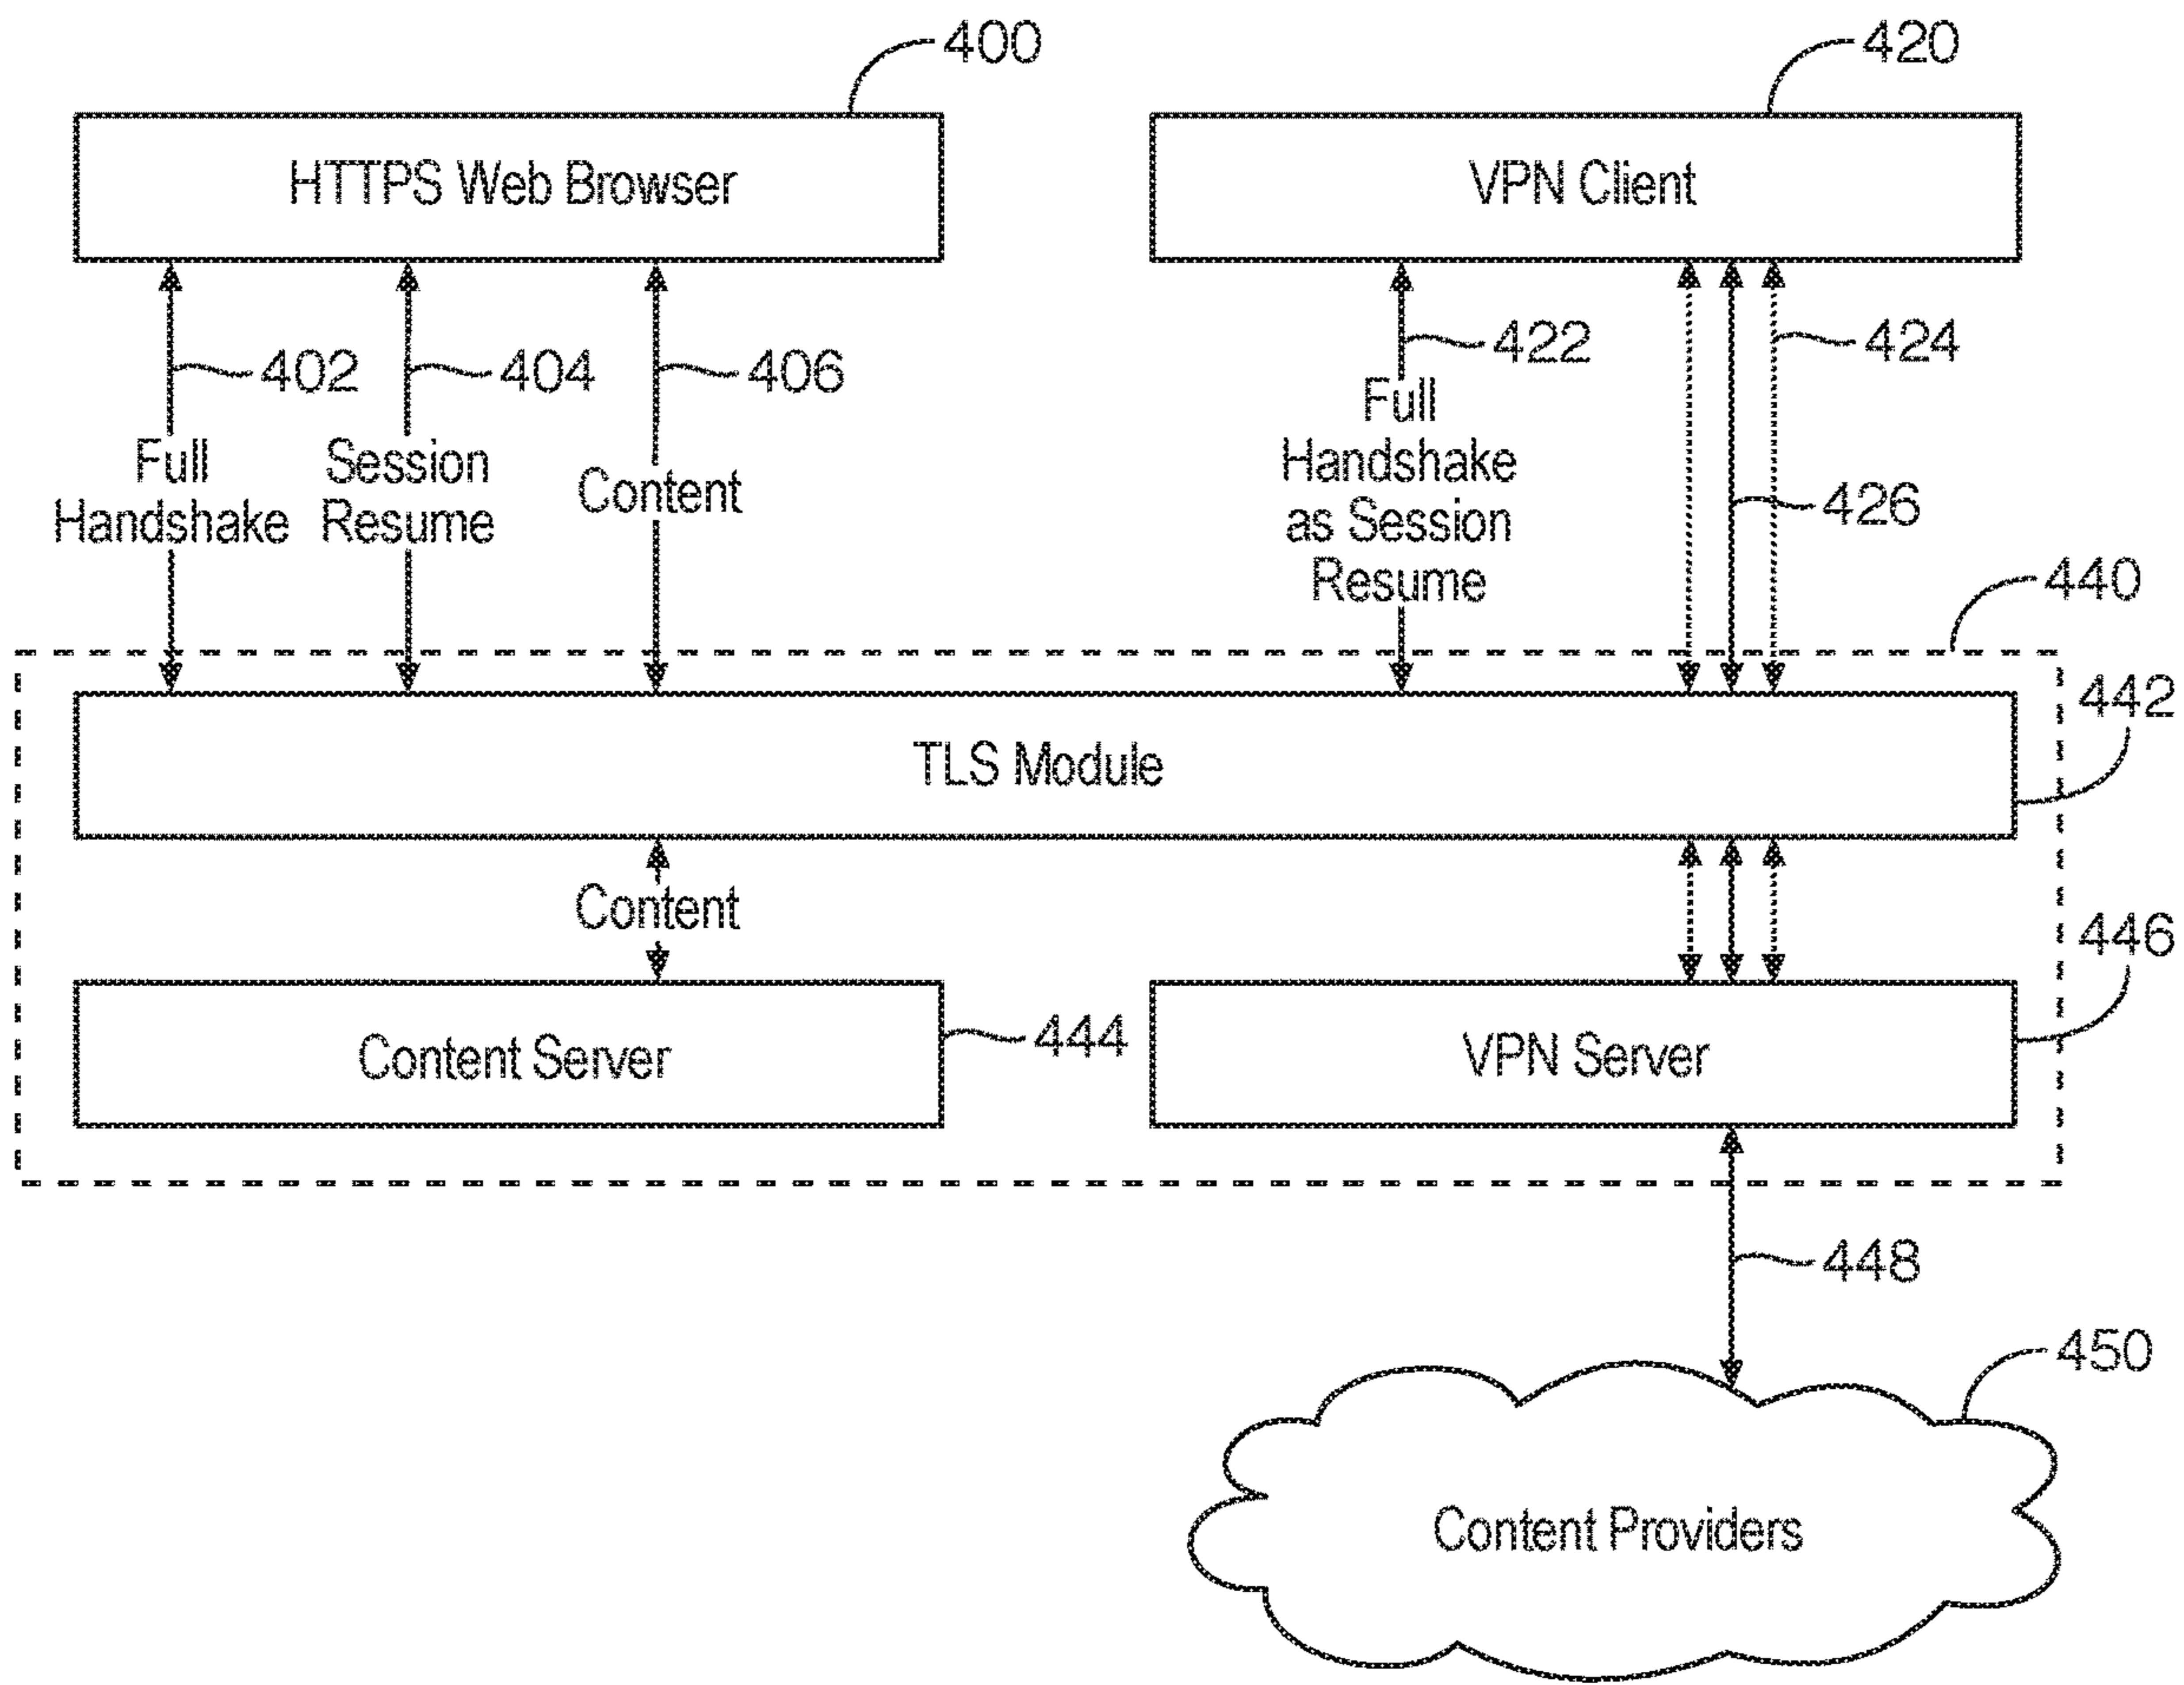 400
420
HTTPS Web Browser
VPN Client
402
404
406
422
424
Full
Handshake
Session
Resume
Content
Full
Handshake
as Session
Resume
426
440
442
TLS Module
Content
446
Content Server
444
VPN Server
448
450
Content Providers